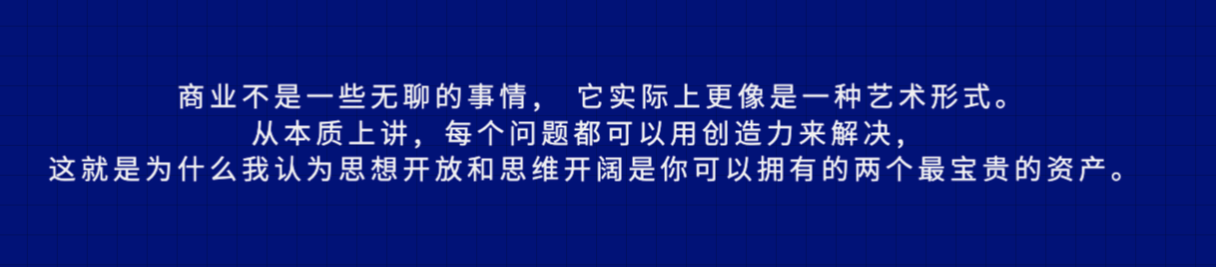 商业不是一些无聊的事情， 它实际上更像是一种艺术形式。
从本质上讲，每个问题都可以用创造力来解决，
这就是为什么我认为思想开放和思维开阔是你可以拥有的两个最宝贵的资产。